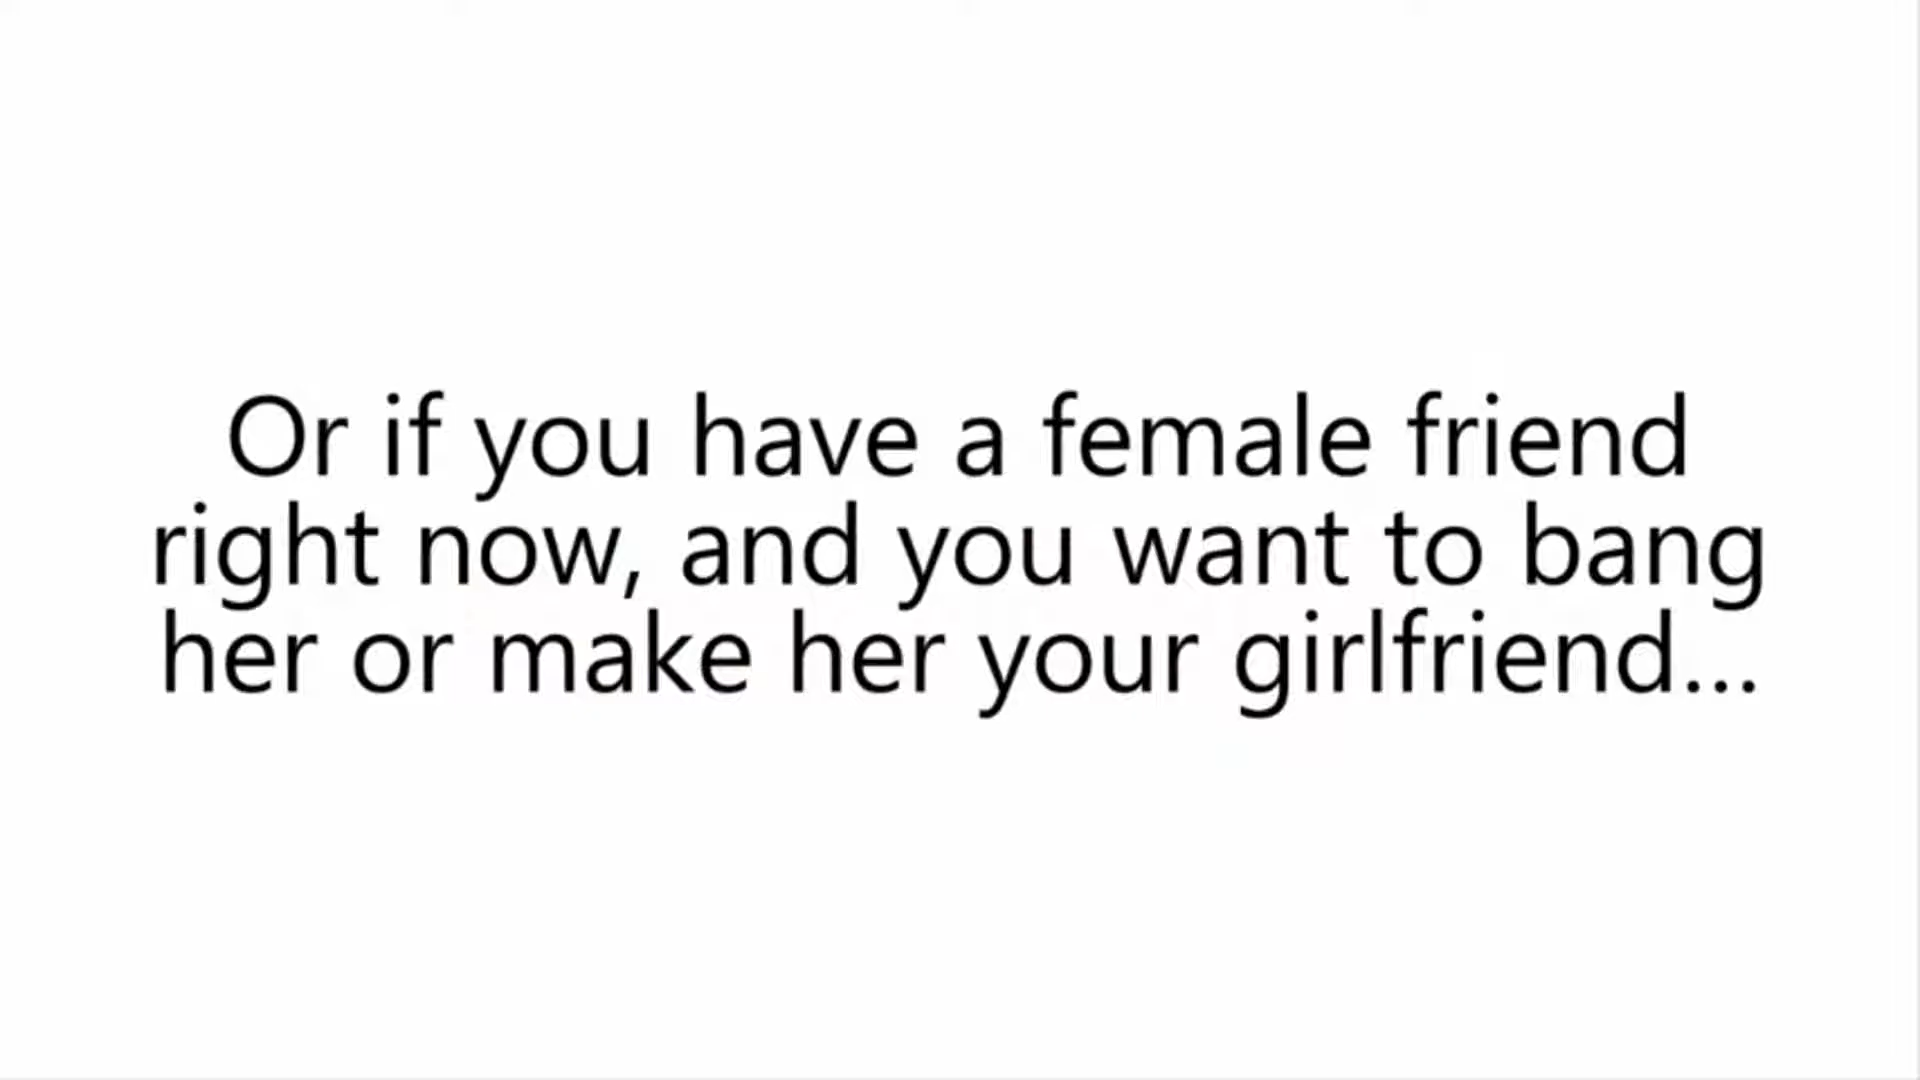 Or if you have a female friend
right now, and you want to bang
her or make her your girlfriend...